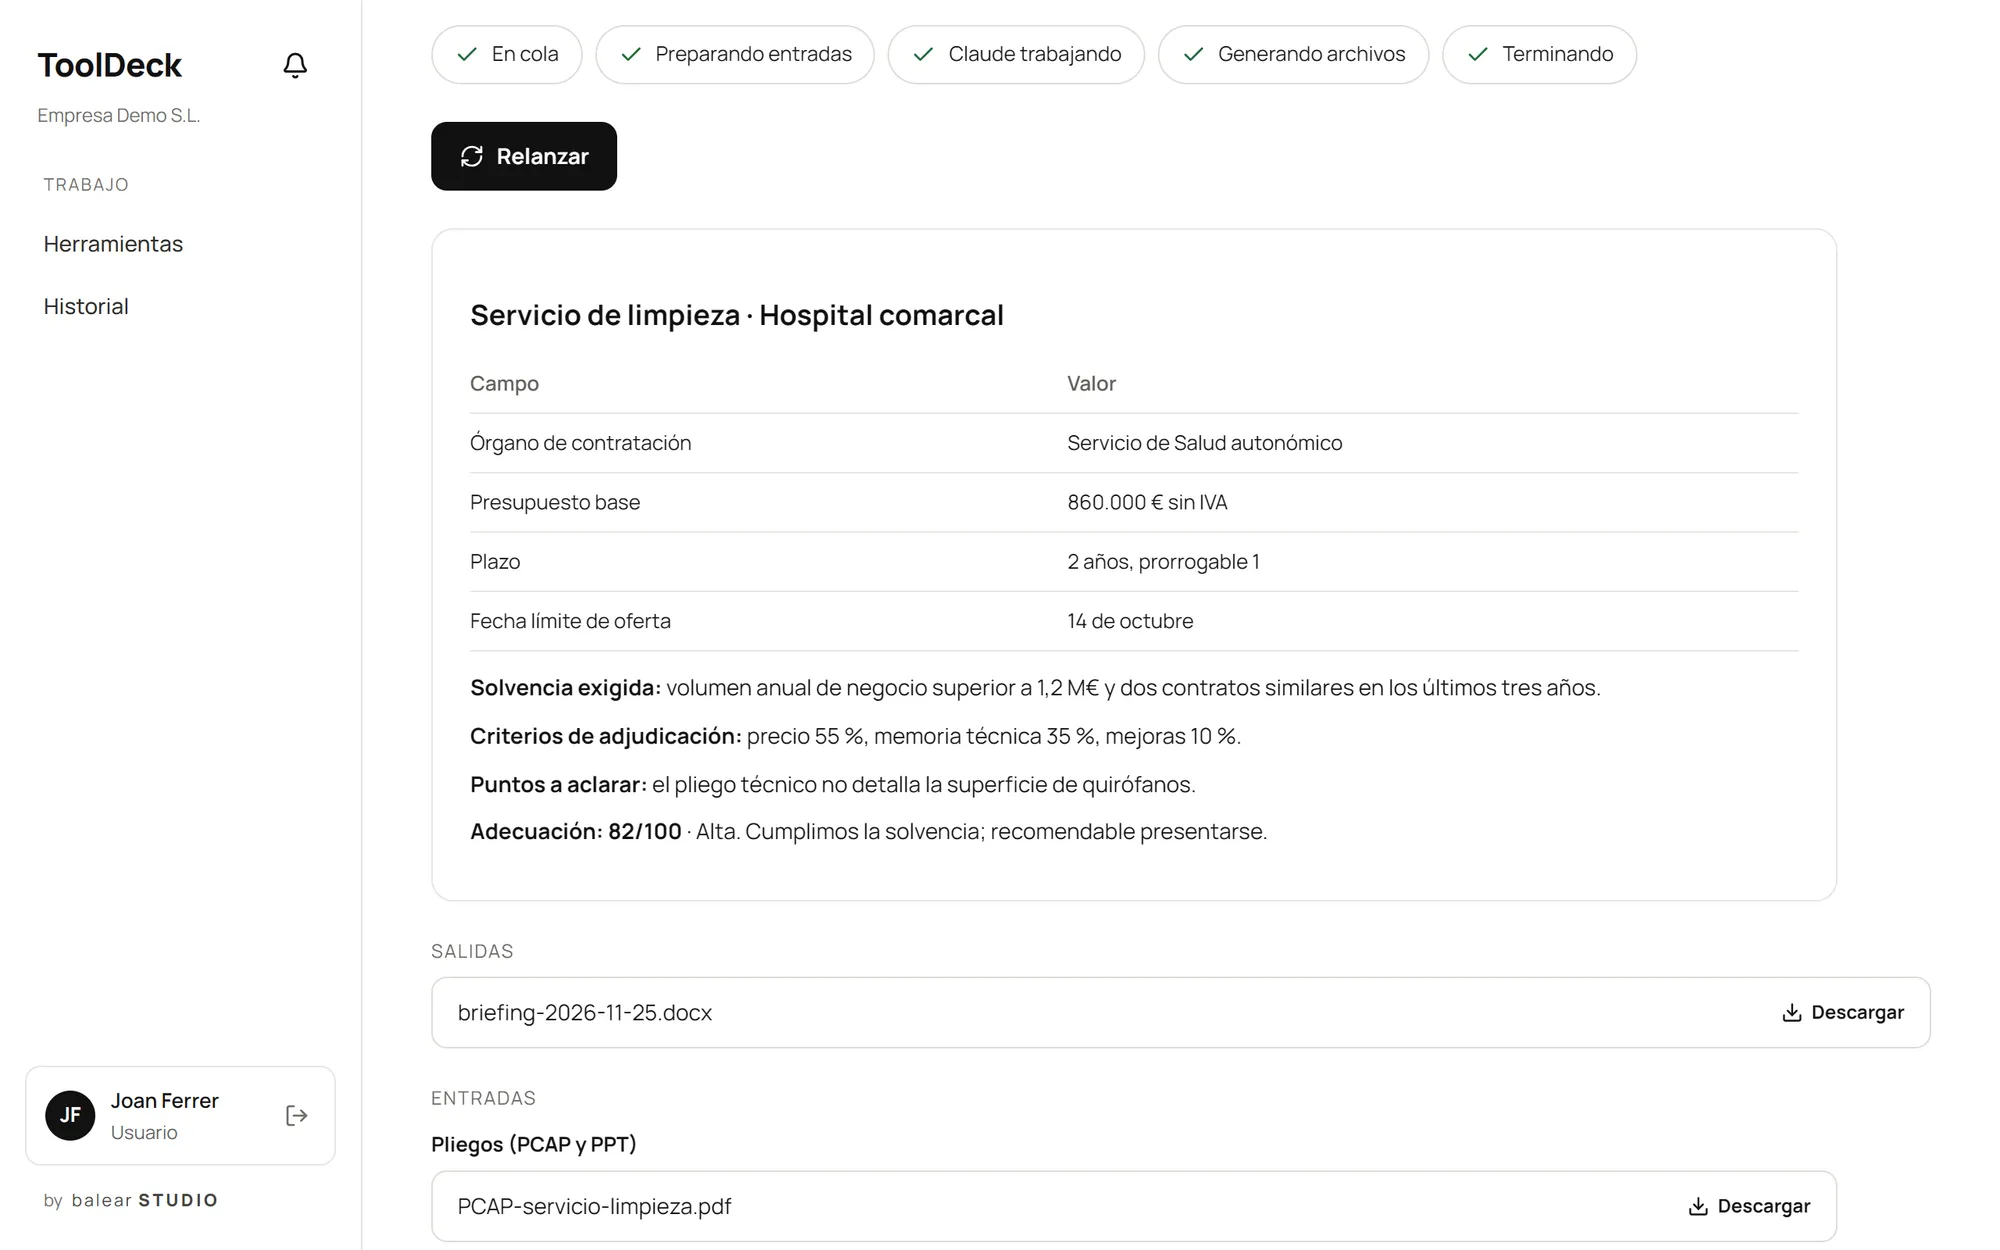 ToolDeck
Empresa Demo S.L.
TRABAJO
Herramientas
Historial
JF
Joan Ferrer
Usuario
by balear STUDIO
En cola
Preparando entradas
Claude trabajando
Generando archivos
Terminando
Relanzar
Servicio de limpieza · Hospital comarcal
Campo Valor
Órgano de contratación Servicio de Salud autonómico
Presupuesto base 860.000 € sin IVA
Plazo 2 años, prorrogable 1
Fecha límite de oferta 14 de octubre
Solvencia exigida: volumen anual de negocio superior a 1,2 M€ y dos contratos similares en los últimos tres años.
Criterios de adjudicación: precio 55 %, memoria técnica 35 %, mejoras 10 %.
Puntos a aclarar: el pliego técnico no detalla la superficie de quirófanos.
Adecuación: 82/100 · Alta. Cumplimos la solvencia; recomendable presentarse.
SALIDAS
briefing-2026-11-25.docx Descargar
ENTRADAS
Pliegos (PCAP y PPT)
PCAP-servicio-limpieza.pdf Descargar